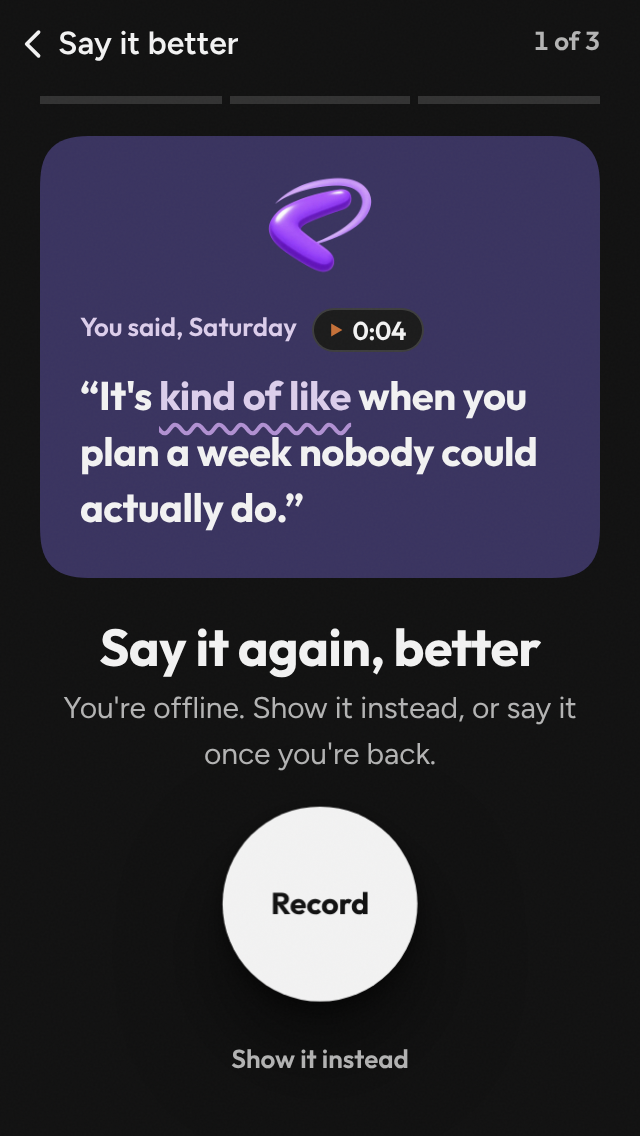 Say it better
1 of 3
You said, Saturday
0:04
“It's kind of like when you
plan a week nobody could
actually do.”
Say it again, better
You're offline. Show it instead, or say it
once you're back.
Record
Show it instead